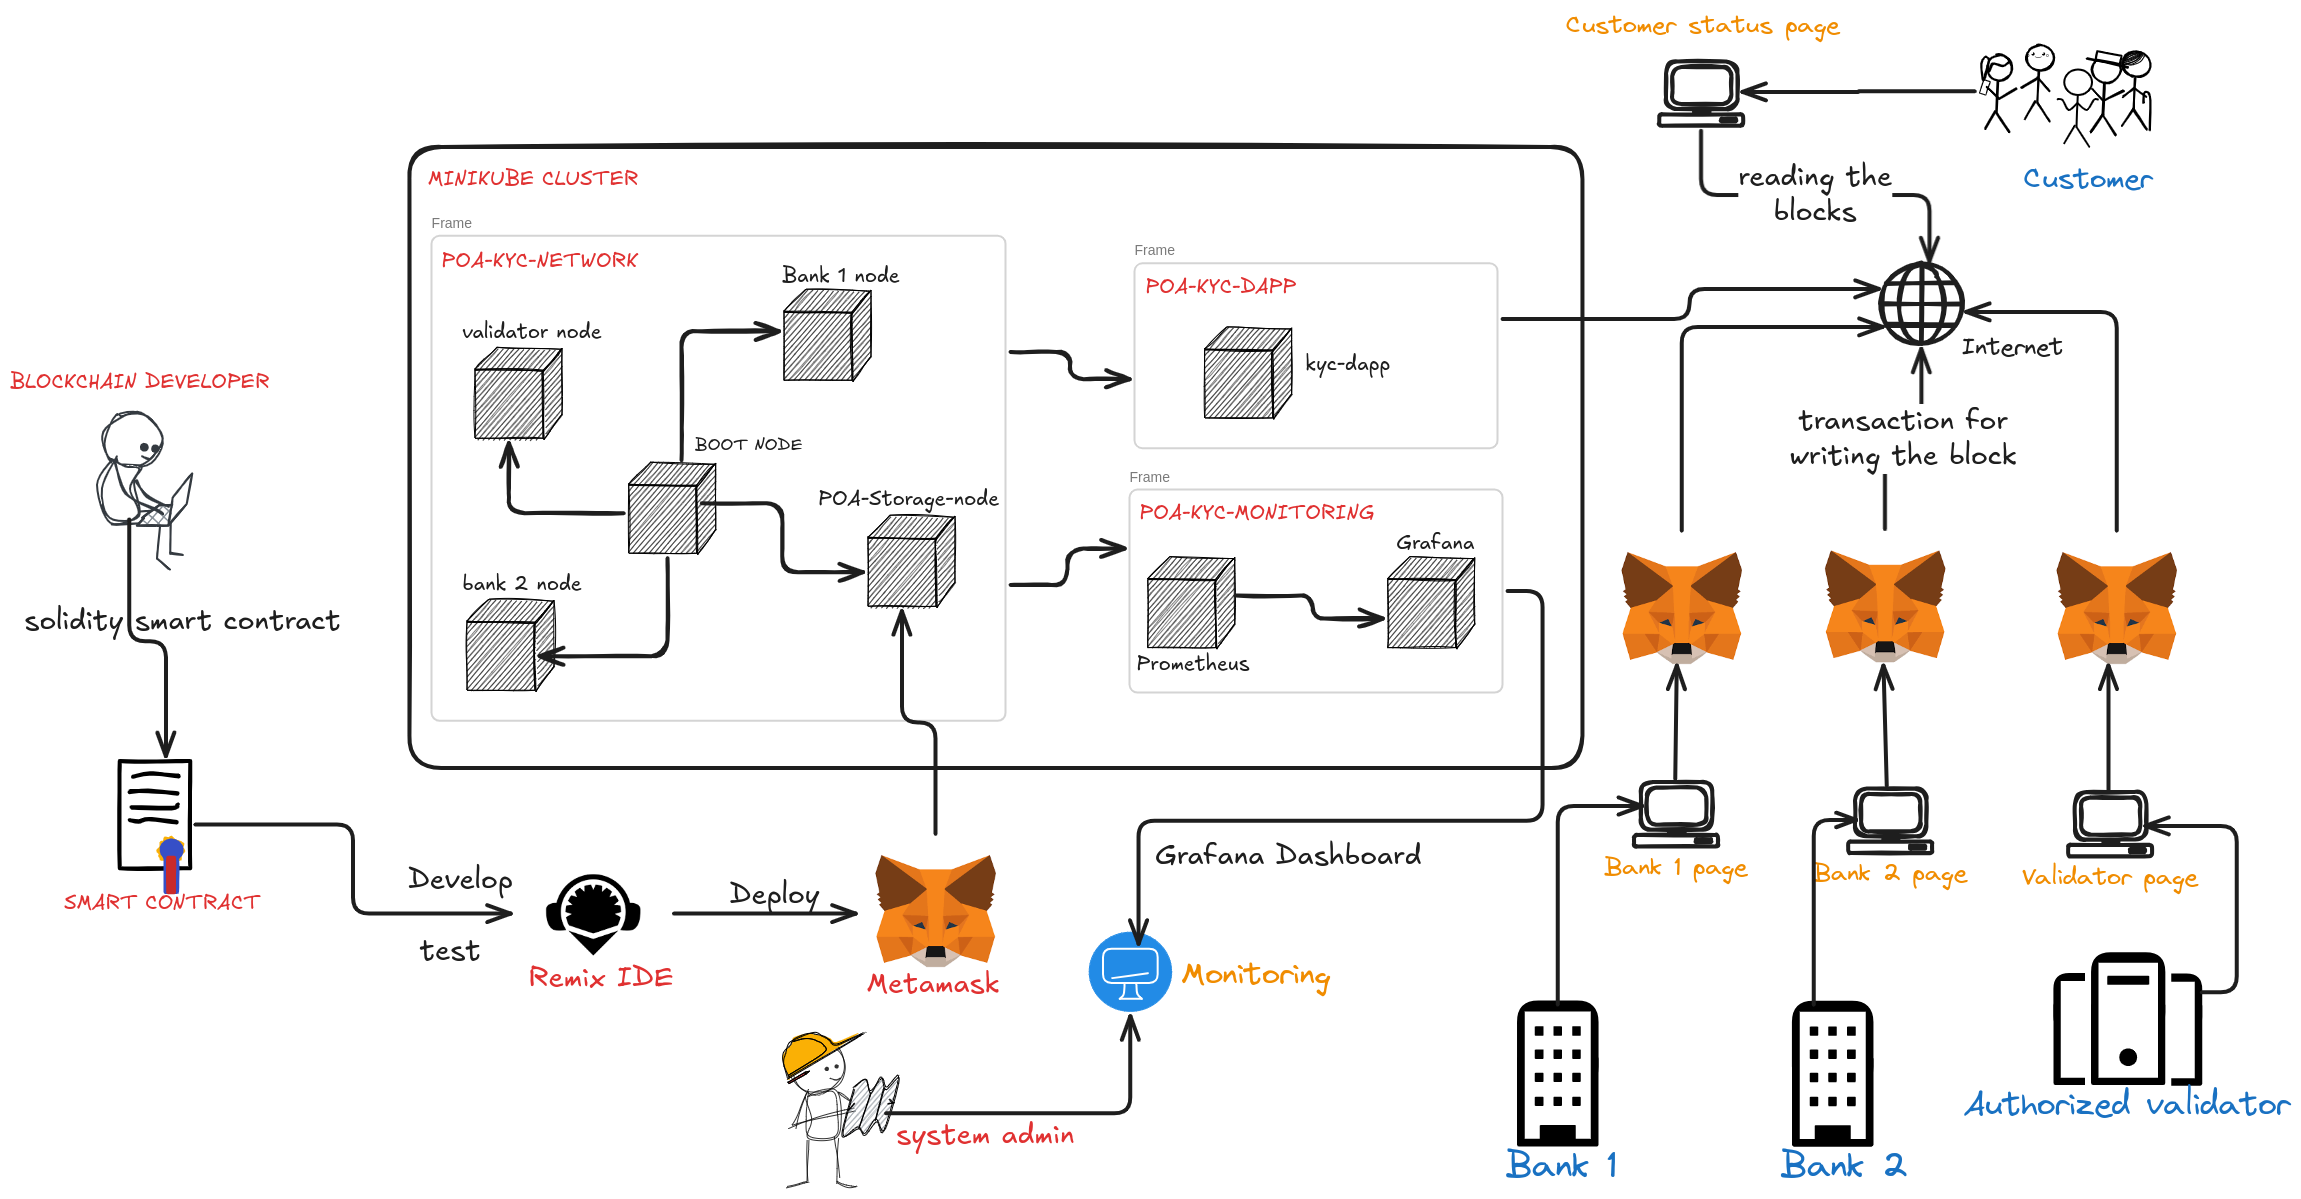 Customer status page
Customer
reading the
blocks
MINIKUBE CLUSTER
Frame
POA-KYC-NETWORK
Bank 1 node
validator node
BOOT NODE
POA-Storage-node
bank 2 node
Frame
POA-KYC-DAPP
kyc-dapp
Frame
POA-KYC-MONITORING
Grafana
Prometheus
Internet
transaction for
writing the block
BLOCKCHAIN DEVELOPER
solidity smart contract
SMART CONTRACT
Develop
test
Remix IDE
Deploy
Metamask
Grafana Dashboard
Monitoring
system admin
Bank 1 page
Bank 2 page
Validator page
Bank 1
Bank 2
Authorized validator